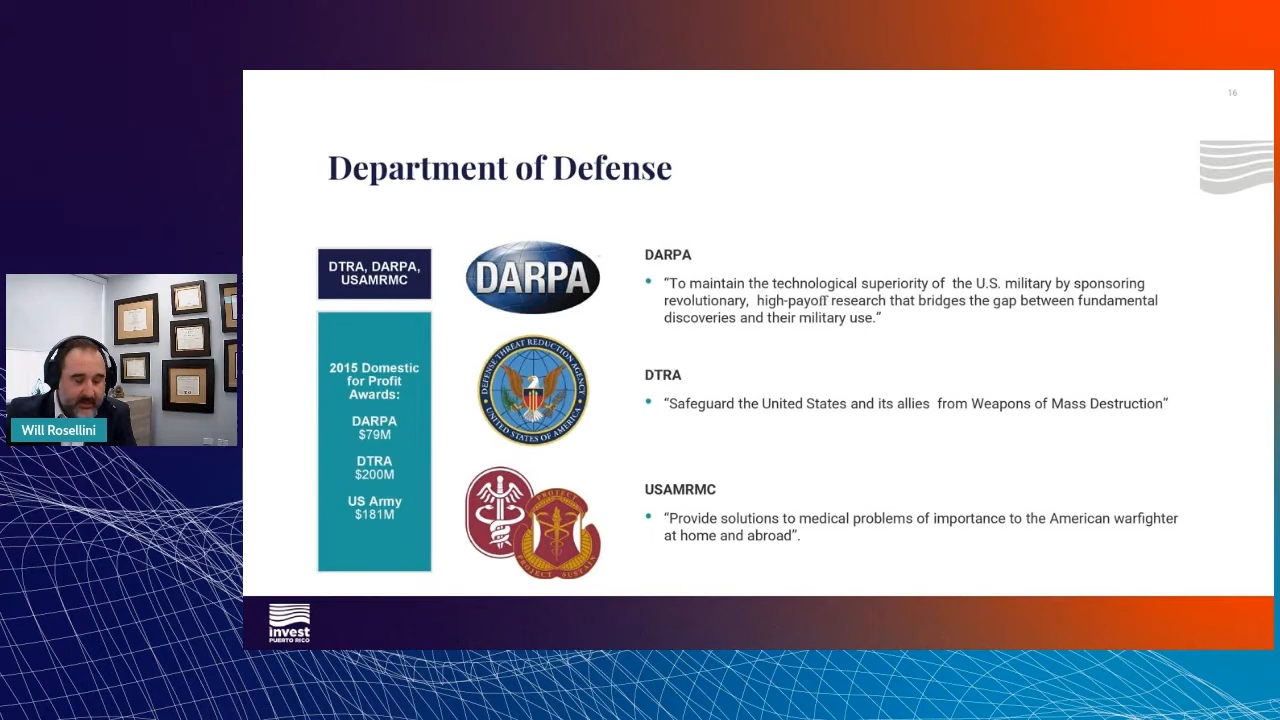 16
Department of Defense
DTRA, DARPA,
USAMRMC
2015 Domestic
for Profit
Awards:
DARPA
$79M
DTRA
$200M
US Army
$181M
DARPA
DEFENSE THREAT REDUCTION AGENCY
UNITED STATES OF AMERICA
PROTECT
PROJECT
SUSTAIN
DARPA
• “To maintain the technological superiority of  the U.S. military by sponsoring
revolutionary,  high-payoff research that bridges the gap between fundamental
discoveries and their military use.”
DTRA
• “Safeguard the United States and its allies  from Weapons of Mass Destruction”
USAMRMC
• “Provide solutions to medical problems of importance to the American warfighter
at home and abroad”.
Will Rosellini
invest
PUERTO RICO